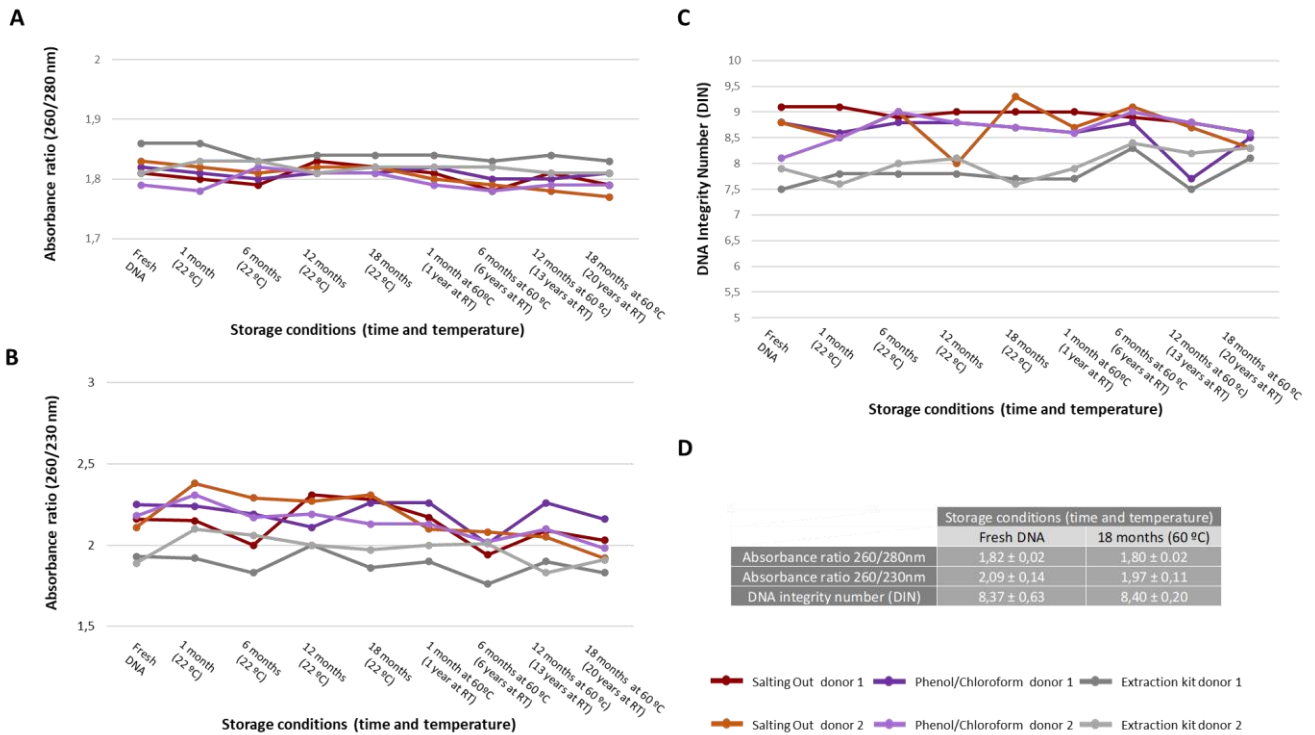 A
Absorbance ratio (260/280 nm)
2
1,9
1,8
1,7
Fresh
DNA
1 month
(22 ºC)
6 months
(22 ºC)
12 months
(22 ºC)
18 months
(22 ºC)
1 month at 60ºC
(1 year at RT)
6 months at 60 ºC
(6 years at RT)
12 months at 60 ºc)
(13 years at RT)
18 months at 60 ºC
(20 years at RT)
Storage conditions (time and temperature)
B
Absorbance ratio (260/230 nm)
3
2,5
2
1,5
Fresh
DNA
1 month
(22 ºC)
6 months
(22 ºC)
12 months
(22 ºC)
18 months
(22 ºC)
1 month at 60ºC
(1 year at RT)
6 months at 60 ºC
(6 years at RT)
12 months at 60 ºc)
(13 years at RT)
18 months at 60 ºC
(20 years at RT)
Storage conditions (time and temperature)
C
DNA Integrity Number (DIN)
10
9,5
9
8,5
8
7,5
7
6,5
6
5,5
5
Fresh
DNA
1 month
(22 ºC)
6 months
(22 ºC)
12 months
(22 ºC)
18 months
(22 ºC)
1 month at 60ºC
(1 year at RT)
6 months at 60 ºC
(6 years at RT)
12 months at 60 ºc)
(13 years at RT)
18 months at 60 ºC
(20 years at RT)
Storage conditions (time and temperature)
D
Storage conditions (time and temperature)
Fresh DNA 18 months (60 ºC)
Absorbance ratio 260/280nm 1,82 ± 0,02 1,80 ± 0.02
Absorbance ratio 260/230nm 2,09 ± 0,14 1,97 ± 0,11
DNA integrity number (DIN) 8,37 ± 0,63 8,40 ± 0,20
Salting Out donor 1 Phenol/Chloroform donor 1 Extraction kit donor 1
Salting Out donor 2 Phenol/Chloroform donor 2 Extraction kit donor 2